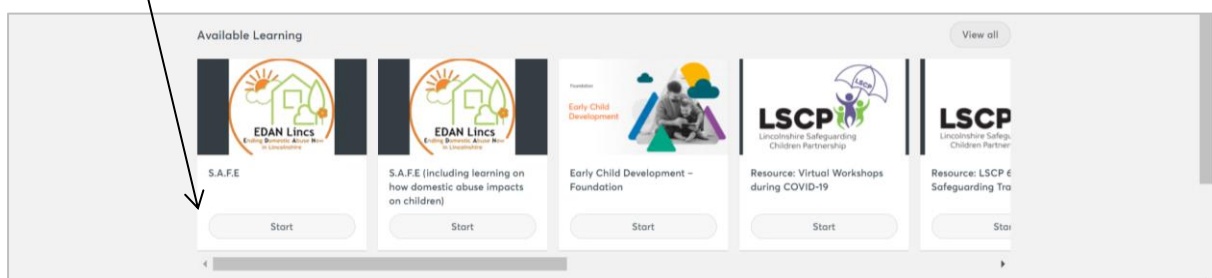 Available Learning
View all
EDAN Lincs
Ending Domestic Abuse Now
in Lincolnshire
EDAN Lincs
Ending Domestic Abuse Now
in Lincolnshire
Foundation
Early Child
Development
LSCP
LSCP
Lincolnshire Safeguarding
Children Partnership
LSCP
Lincolnshire Safegu
Children Partner
S.A.F.E
S.A.F.E (including learning on
how domestic abuse impacts
on children)
Early Child Development –
Foundation
Resource: Virtual Workshops
during COVID-19
Resource: LSCP 6
Safeguarding Tra
Start
Start
Start
Start
Star